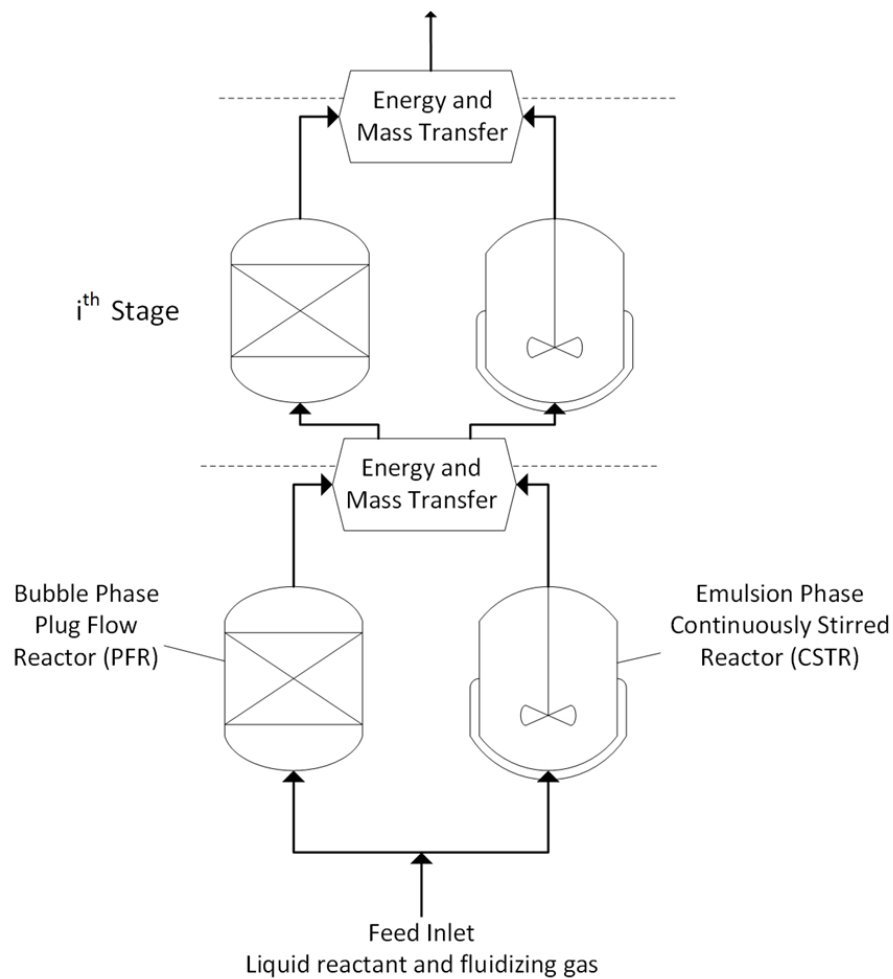 Energy and
Mass Transfer
ith Stage
Energy and
Mass Transfer
Bubble Phase
Plug Flow
Reactor (PFR)
Emulsion Phase
Continuously Stirred
Reactor (CSTR)
Feed Inlet
Liquid reactant and fluidizing gas